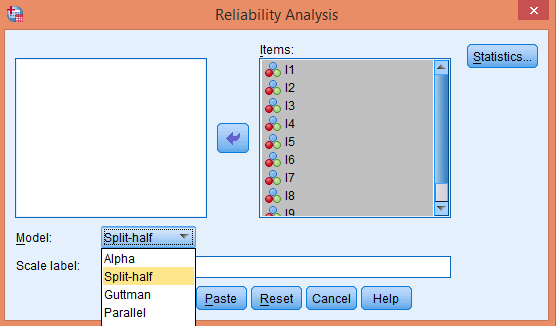 Reliability Analysis
Items:
Statistics...
I1
I2
I3
I4
I5
I6
I7
I8
I9
Model:
Split-half
Scale label:
Alpha
Split-half
Guttman
Parallel
Paste
Reset
Cancel
Help